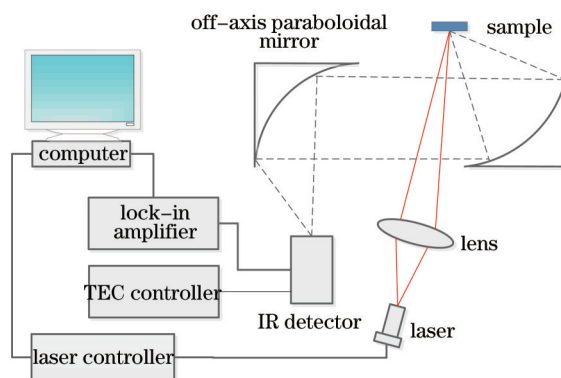 off-axis paraboloidal
mirror
sample
computer
lock-in
amplifier
lens
TEC controller
IR detector
laser
laser controller